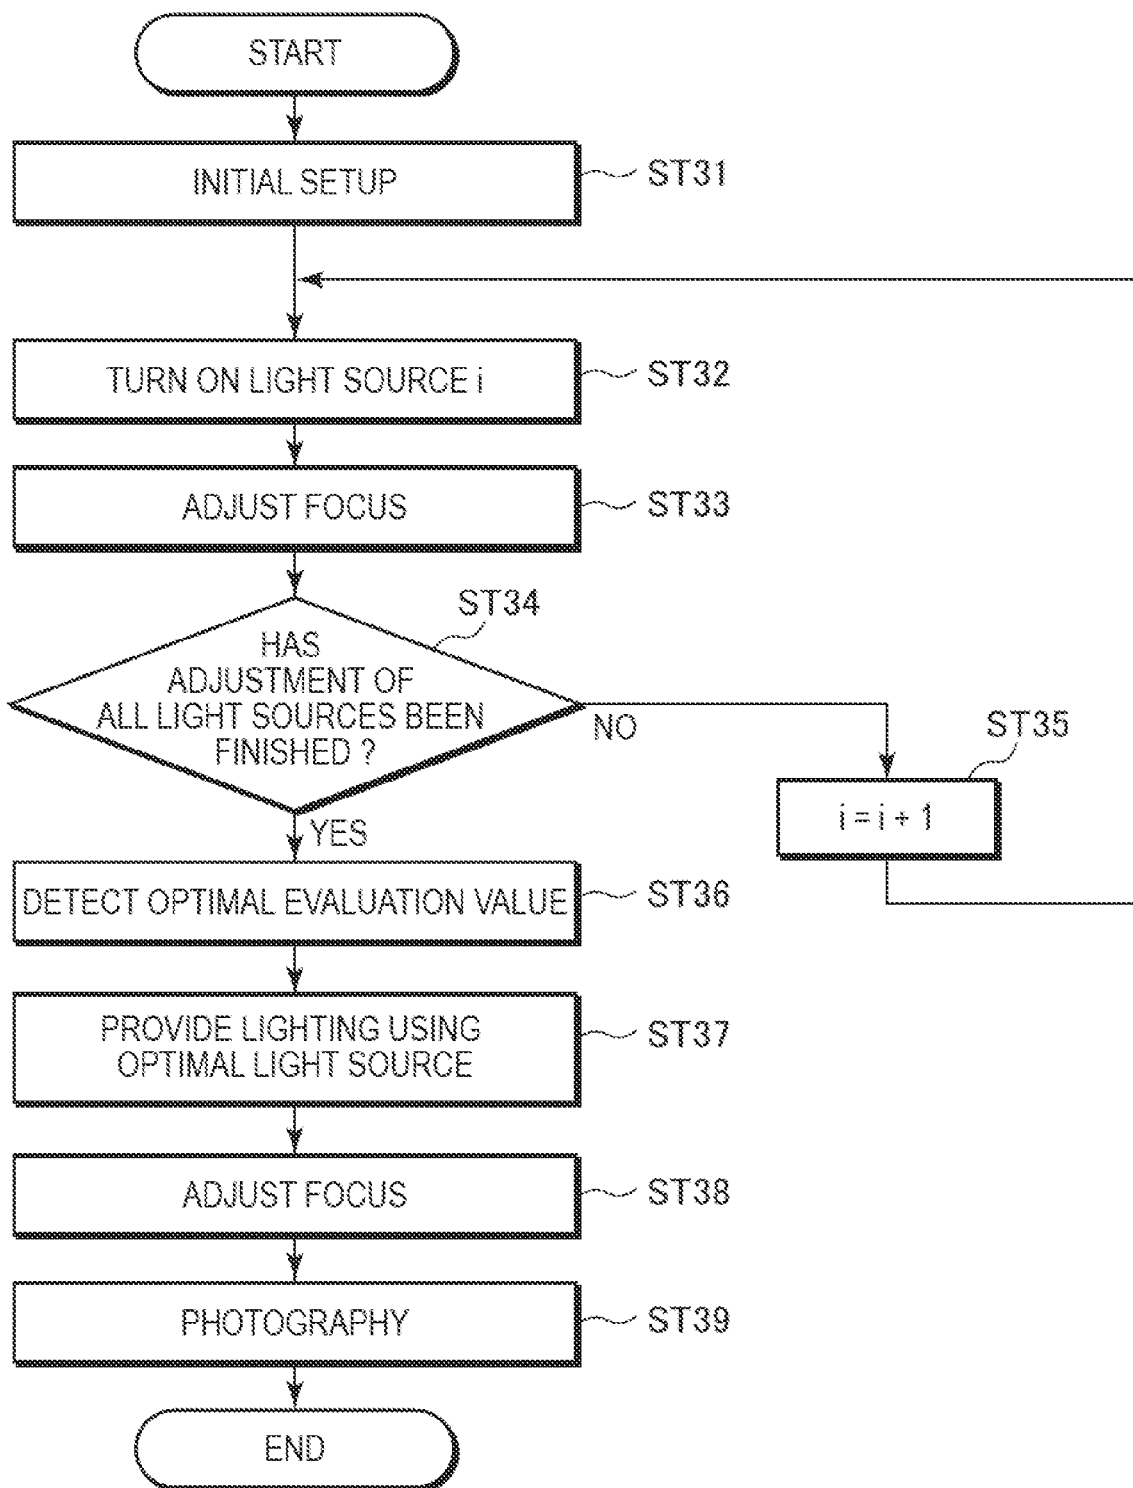 START
INITIAL SETUP
ST31
TURN ON LIGHT SOURCE i
ST32
ADJUST FOCUS
ST33
ST34
HAS
ADJUSTMENT OF
ALL LIGHT SOURCES BEEN
FINISHED ?
NO
ST35
i = i + 1
YES
DETECT OPTIMAL EVALUATION VALUE
ST36
PROVIDE LIGHTING USING
OPTIMAL LIGHT SOURCE
ST37
ADJUST FOCUS
ST38
PHOTOGRAPHY
ST39
END